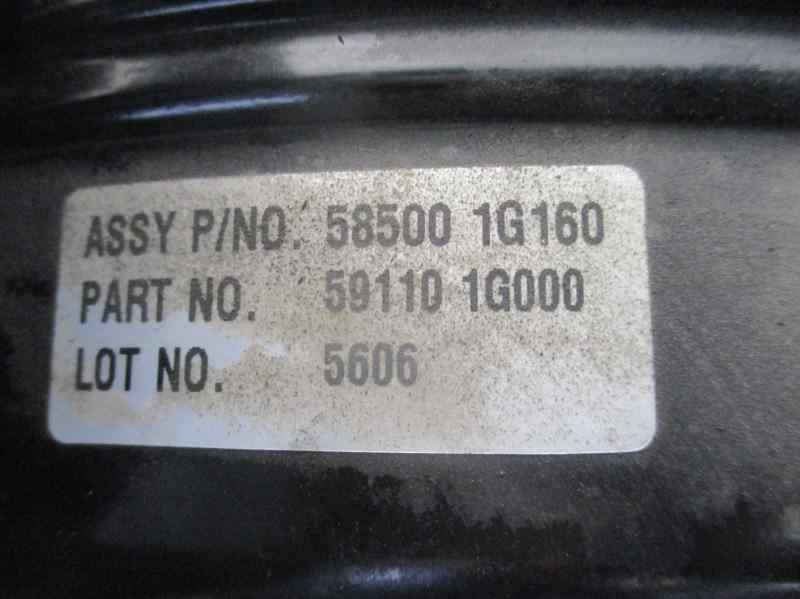 ASSY P/NO. 58500 1G160
PART NO. 59110 1G000
LOT NO. 5606